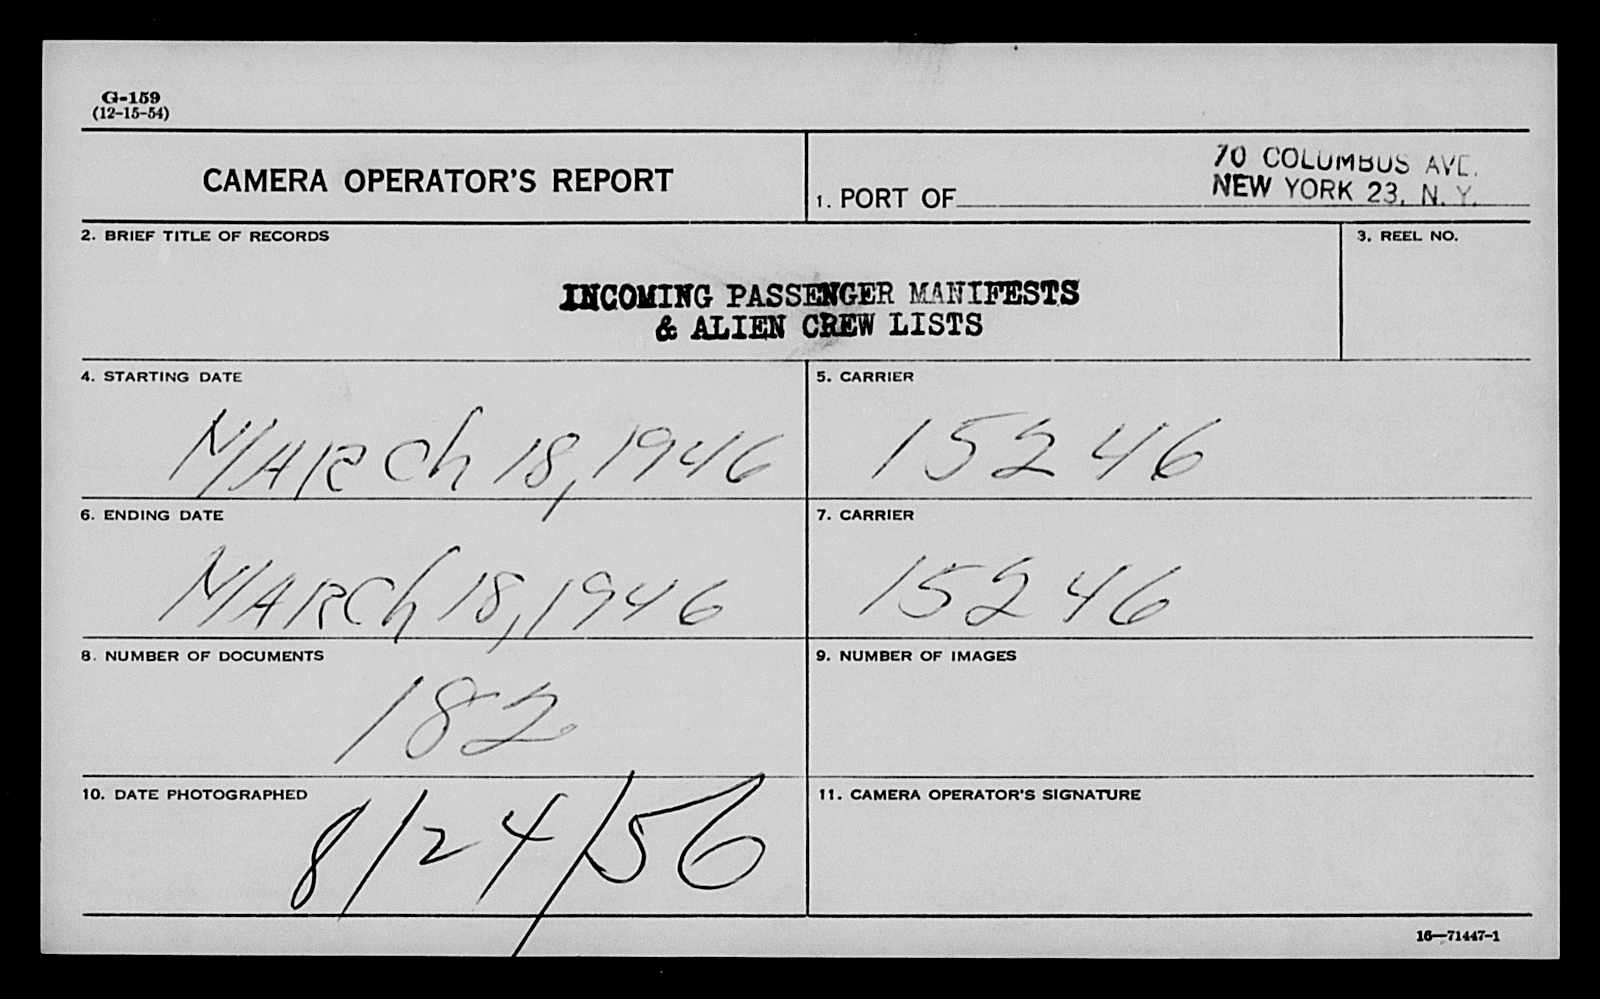 G-159
(12-15-54)
CAMERA OPERATOR'S REPORT
1. PORT OF
70 COLUMBUS AVE.
NEW YORK 23, N. Y.
2. BRIEF TITLE OF RECORDS
3. REEL NO.
INCOMING PASSENGER MANIFESTS
& ALIEN CREW LISTS
4. STARTING DATE
5. CARRIER
MARCh 18, 1946
15246
6. ENDING DATE
7. CARRIER
MARCh 18, 1946
15246
8. NUMBER OF DOCUMENTS
9. NUMBER OF IMAGES
182
10. DATE PHOTOGRAPHED
11. CAMERA OPERATOR'S SIGNATURE
8/24/56
16—71447-1